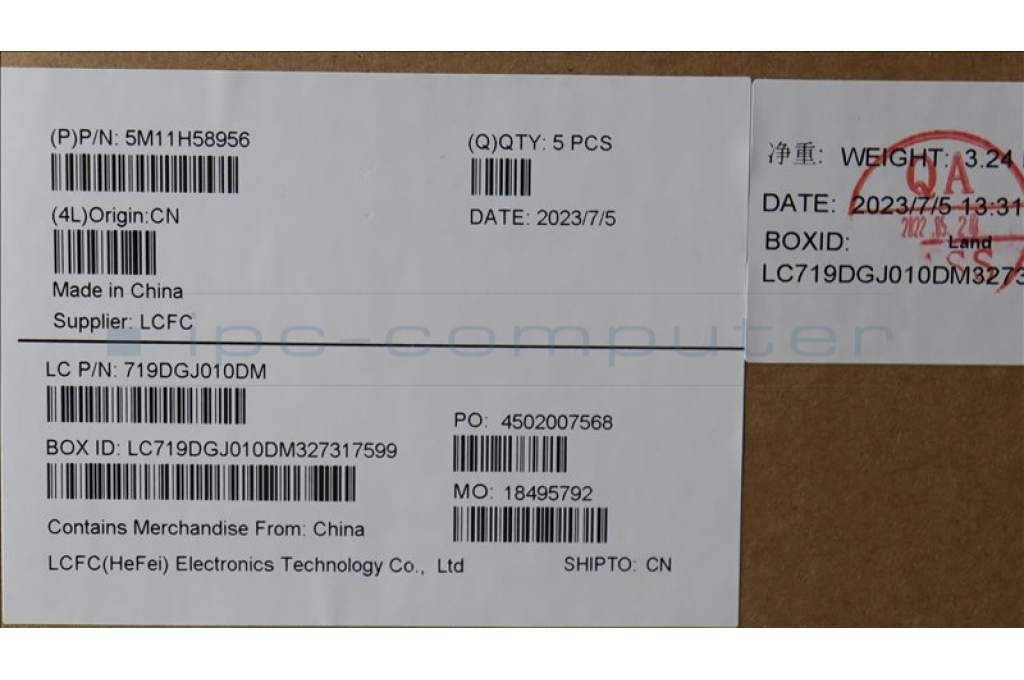 (P)P/N: 5M11H58956
(Q)QTY: 5 PCS
(4L)Origin:CN
DATE: 2023/7/5
Made in China
Supplier: LCFC
LC P/N: 719DGJ010DM
PO: 4502007568
BOX ID: LC719DGJ010DM327317599
MO: 18495792
Contains Merchandise From: China
LCFC(HeFei) Electronics Technology Co., Ltd
SHIPTO: CN
净重: WEIGHT: 3.24
DATE: 2023/7/5 13:31
BOXID:
Land
LC719DGJ010DM3273
QA
ipc-computer